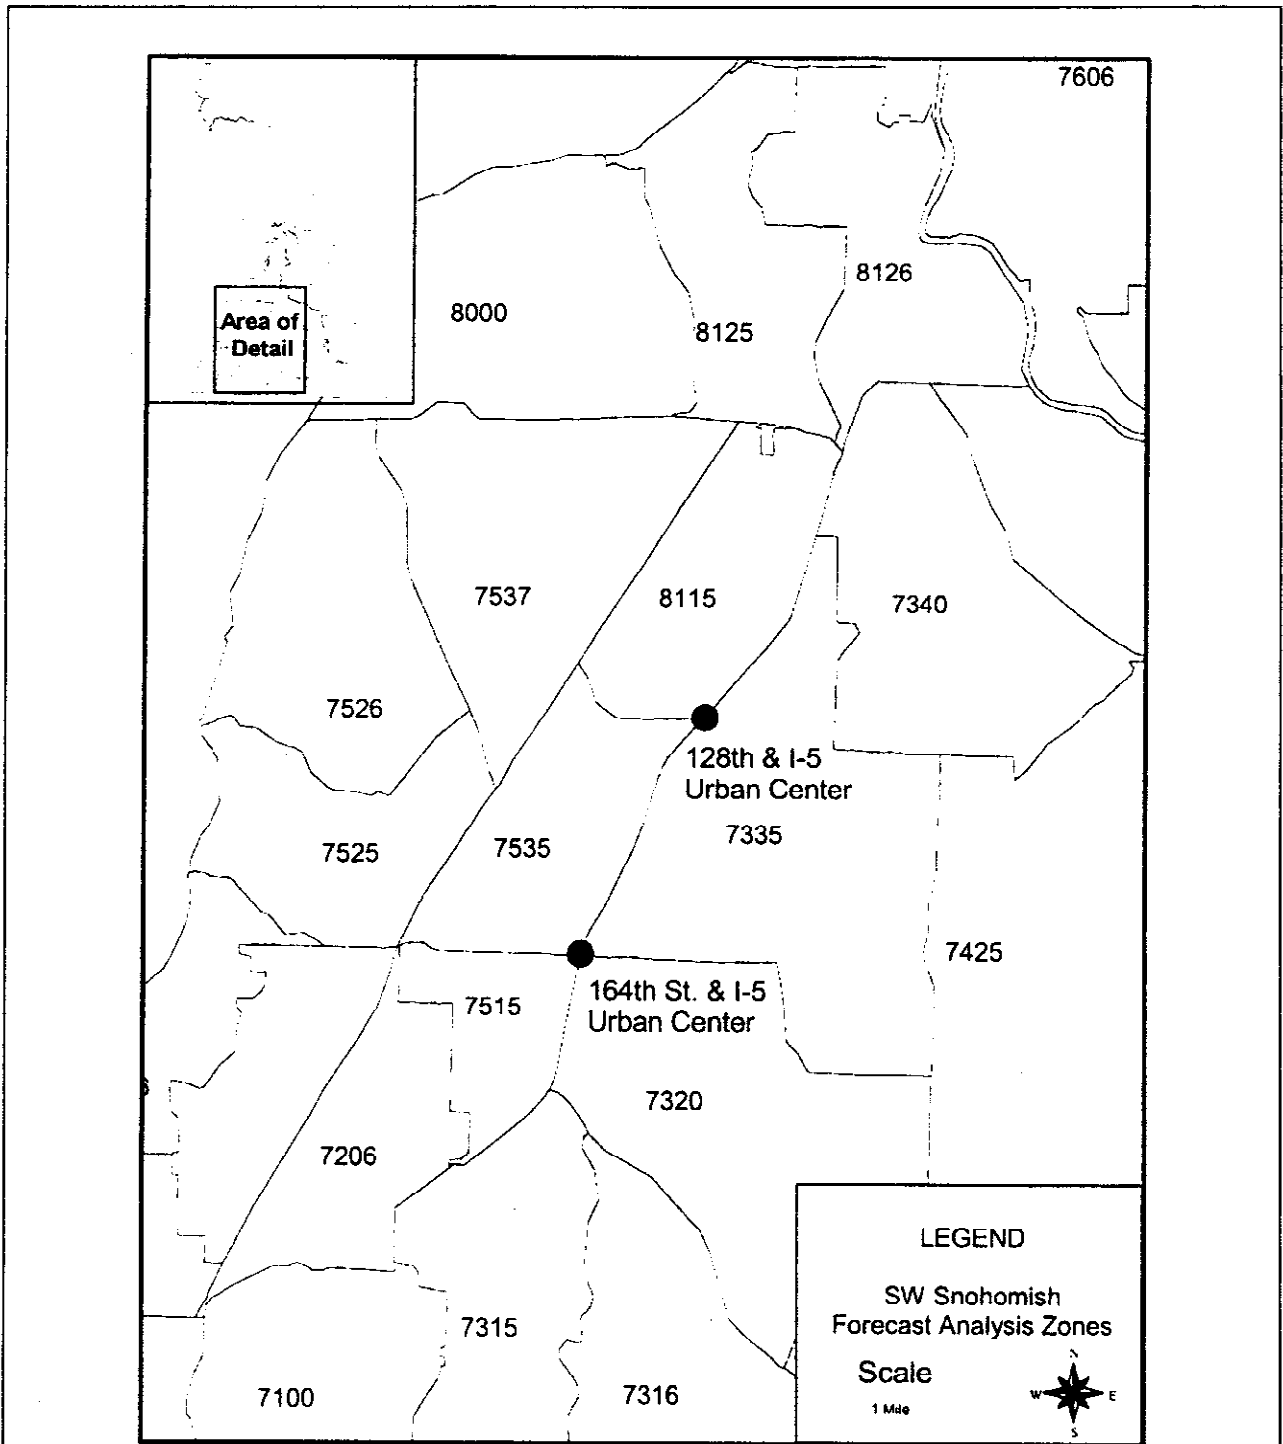 7606
8126
8000
Area of
Detail
8125
7537
8115
7340
7526
128th & I-5
Urban Center
7335
7525
7535
7425
164th St. & I-5
Urban Center
7515
7320
7206
LEGEND
SW Snohomish
Forecast Analysis Zones
7315
Scale
1 Mile
N
W
E
S
7100
7316